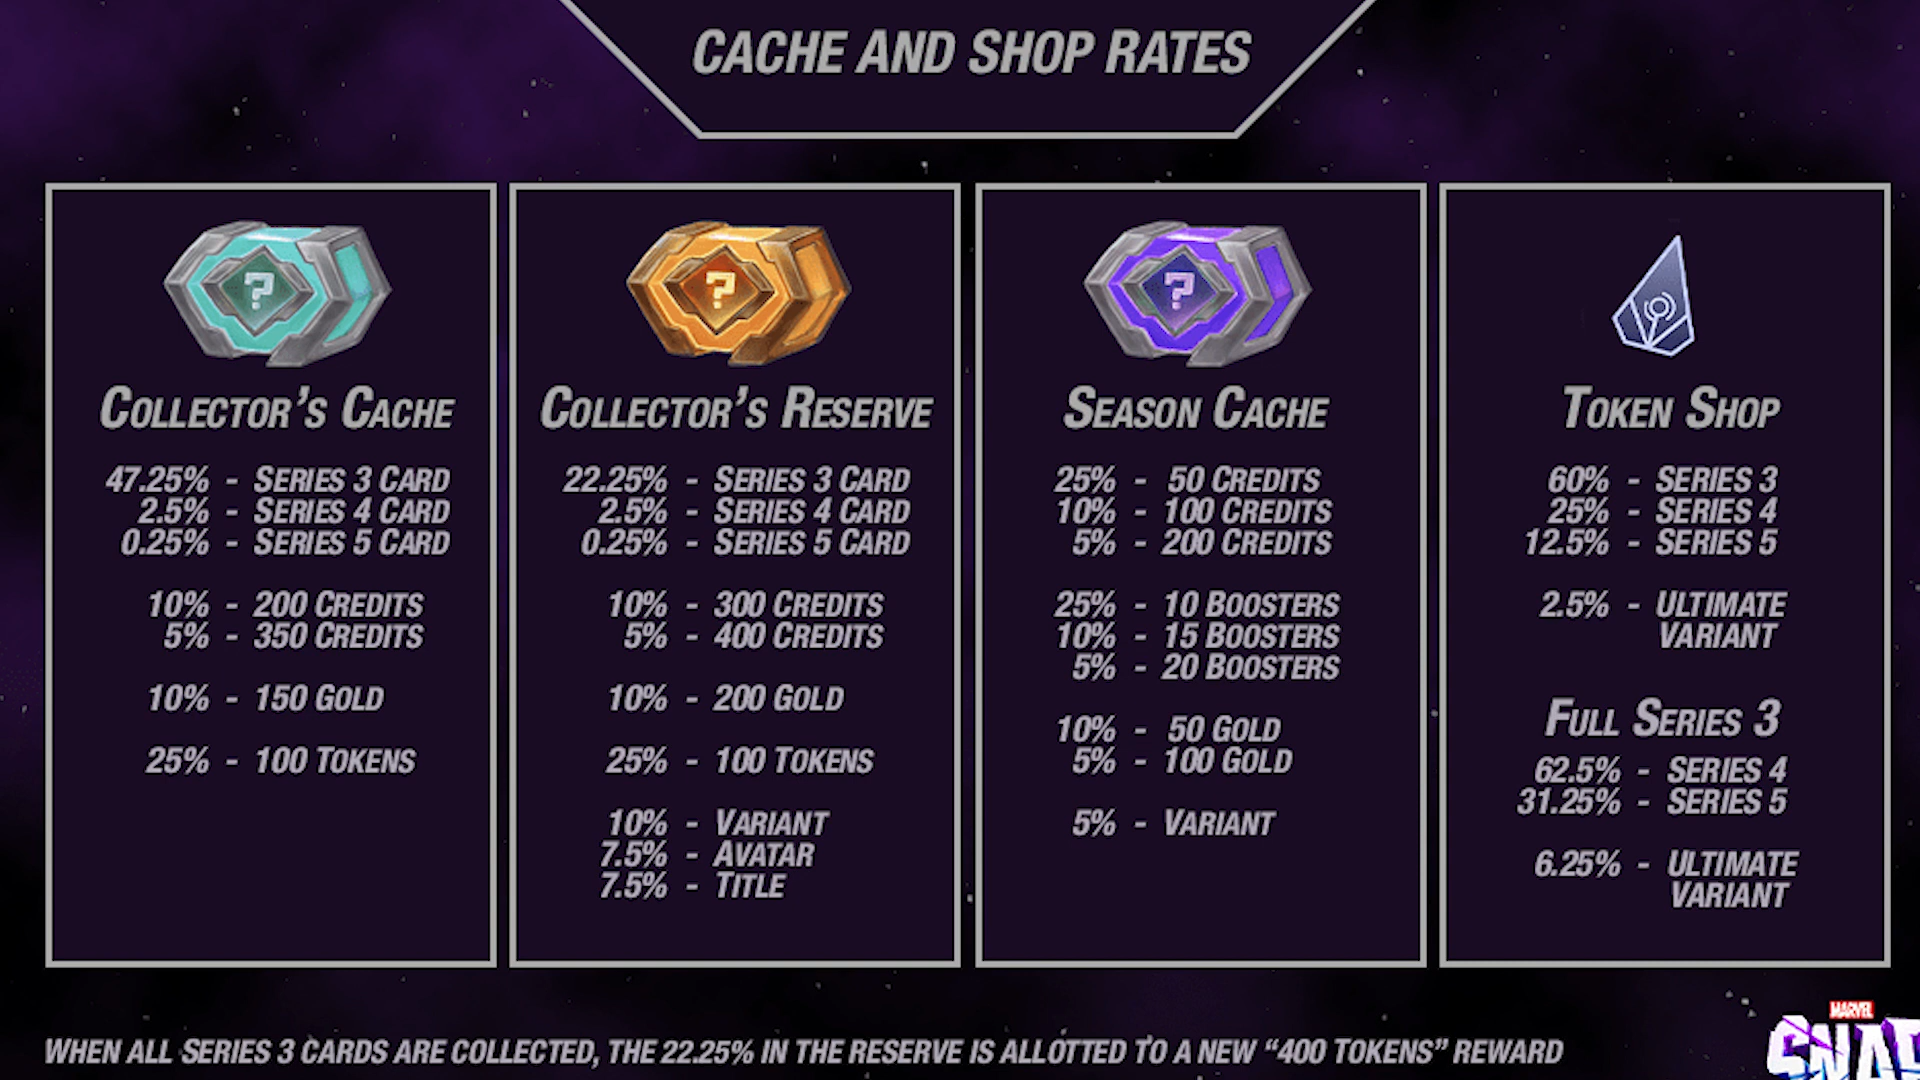 CACHE AND SHOP RATES
?
COLLECTOR'S CACHE
47.25% - SERIES 3 CARD
2.5% - SERIES 4 CARD
0.25% - SERIES 5 CARD
10% - 200 CREDITS
5% - 350 CREDITS
10% - 150 GOLD
25% - 100 TOKENS
?
COLLECTOR'S RESERVE
22.25% - SERIES 3 CARD
2.5% - SERIES 4 CARD
0.25% - SERIES 5 CARD
10% - 300 CREDITS
5% - 400 CREDITS
10% - 200 GOLD
25% - 100 TOKENS
10% - VARIANT
7.5% - AVATAR
7.5% - TITLE
?
SEASON CACHE
25% - 50 CREDITS
10% - 100 CREDITS
5% - 200 CREDITS
25% - 10 BOOSTERS
10% - 15 BOOSTERS
5% - 20 BOOSTERS
10% - 50 GOLD
5% - 100 GOLD
5% - VARIANT
TOKEN SHOP
60% - SERIES 3
25% - SERIES 4
12.5% - SERIES 5
2.5% - ULTIMATE
VARIANT
FULL SERIES 3
62.5% - SERIES 4
31.25% - SERIES 5
6.25% - ULTIMATE
VARIANT
WHEN ALL SERIES 3 CARDS ARE COLLECTED, THE 22.25% IN THE RESERVE IS ALLOTTED TO A NEW “400 TOKENS” REWARD
MARVEL